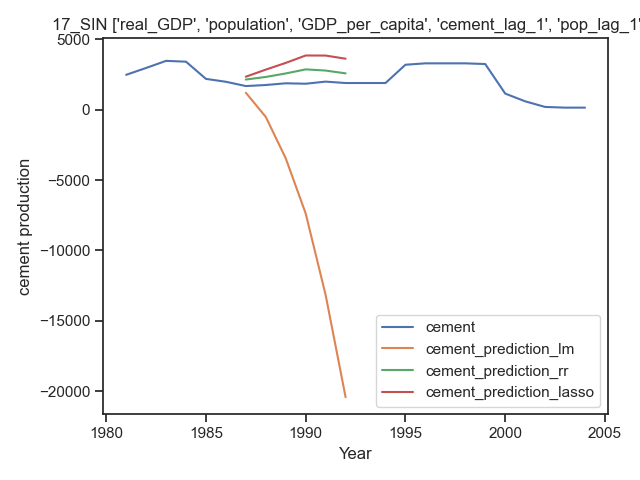 17_SIN ['real_GDP', 'population', 'GDP_per_capita', 'cement_lag_1', 'pop_lag_1'
5000
0
−5000
−10000
−15000
−20000
cement production
cement
cement_prediction_lm
cement_prediction_rr
cement_prediction_lasso
1980 1985 1990 1995 2000 2005
Year